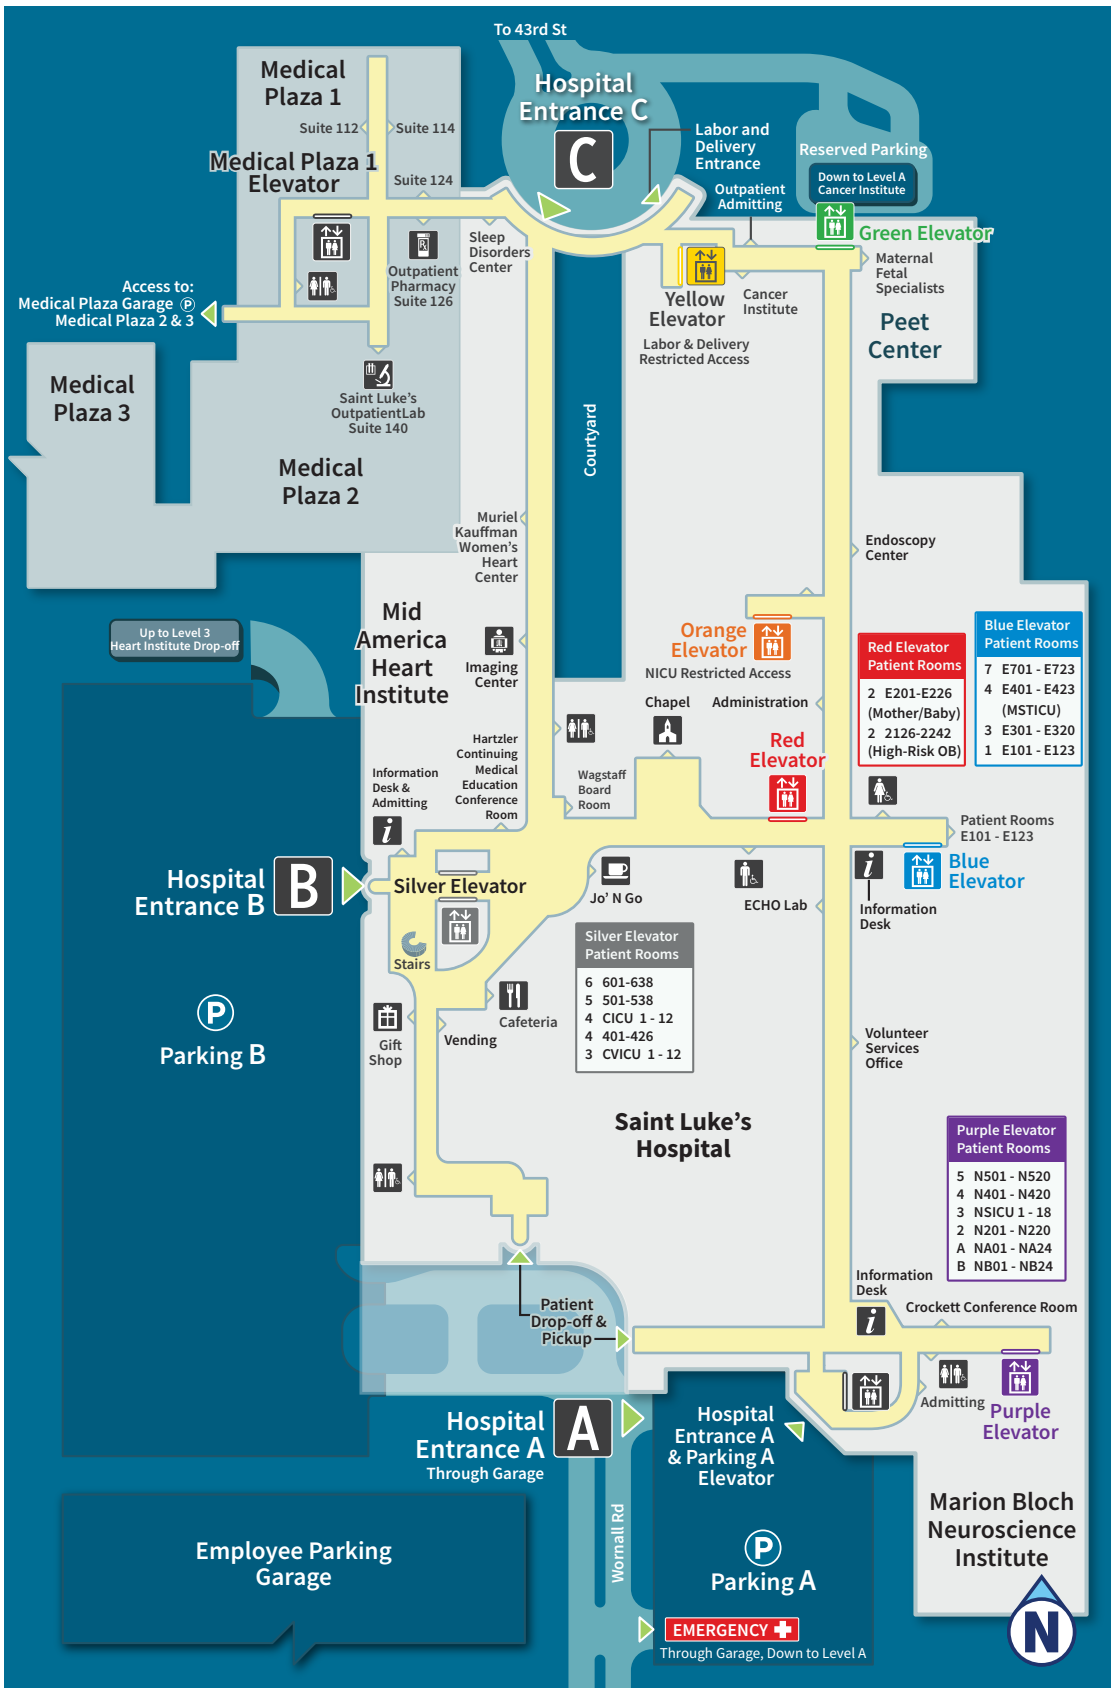 To 43rd St
Medical
Plaza 1
Hospital
Entrance C
C
Suite 112
Suite 114
Labor and
Delivery
Entrance
Reserved Parking
Down to Level A
Cancer Institute
Medical Plaza 1
Elevator
Suite 124
Outpatient
Admitting
Green Elevator
Sleep
Disorders
Center
Maternal
Fetal
Specialists
Outpatient
Pharmacy
Suite 126
Access to:
Medical Plaza Garage P
Medical Plaza 2 & 3
Yellow
Elevator
Labor & Delivery
Restricted Access
Cancer
Institute
Peet
Center
Medical
Plaza 3
Saint Luke's
OutpatientLab
Suite 140
Courtyard
Medical
Plaza 2
Muriel
Kauffman
Women's
Heart
Center
Endoscopy
Center
Mid
America
Heart
Institute
Up to Level 3
Heart Institute Drop-off
Imaging
Center
Orange
Elevator
NICU Restricted Access
Red Elevator
Patient Rooms
2 E201-E226
(Mother/Baby)
2 2126-2242
(High-Risk OB)
Blue Elevator
Patient Rooms
7 E701 - E723
4 E401 - E423
(MSTICU)
3 E301 - E320
1 E101 - E123
Chapel
Administration
Red
Elevator
Hartzler
Continuing
Medical
Education
Conference
Room
Information
Desk &
Admitting
i
Wagstaff
Board
Room
Patient Rooms
E101 - E123
Hospital
Entrance B
B
Silver Elevator
Jo' N Go
ECHO Lab
i
Information
Desk
Blue
Elevator
Stairs
Silver Elevator
Patient Rooms
6 601-638
5 501-538
4 CICU 1 - 12
4 401-426
3 CVICU 1 - 12
P
Parking B
Gift
Shop
Vending
Cafeteria
Volunteer
Services
Office
Saint Luke's
Hospital
Purple Elevator
Patient Rooms
5 N501 - N520
4 N401 - N420
3 NSICU 1 - 18
2 N201 - N220
A NA01 - NA24
B NB01 - NB24
Patient
Drop-off &
Pickup
Information
Desk
i
Crockett Conference Room
Admitting
Purple
Elevator
Hospital
Entrance A
Through Garage
A
Hospital
Entrance A
& Parking A
Elevator
Wornall Rd
Marion Bloch
Neuroscience
Institute
Employee Parking
Garage
P
Parking A
EMERGENCY
Through Garage, Down to Level A
N